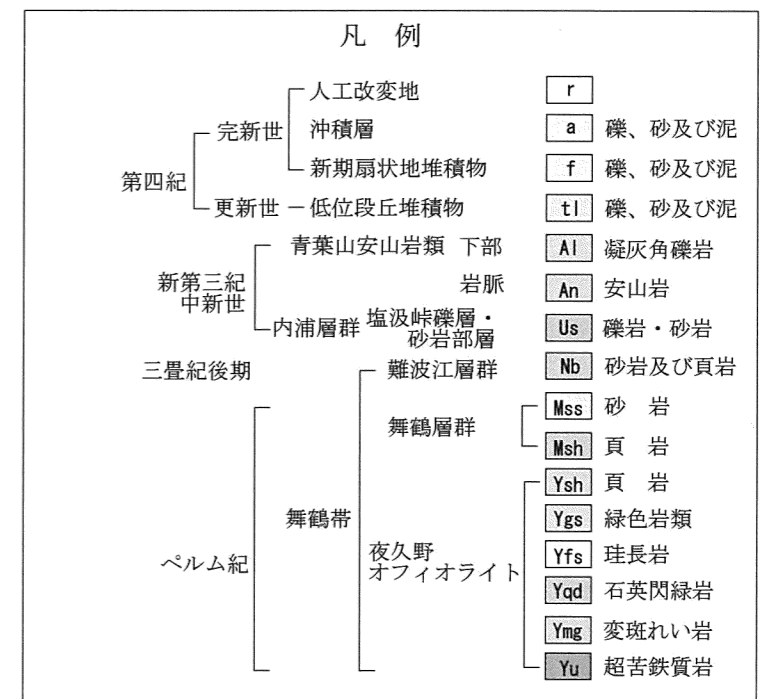 凡 例
人工改変地 r
完新世 沖積層 a 礫、砂及び泥
第四紀 新期扇状地堆積物 f 礫、砂及び泥
更新世 低位段丘堆積物 tl 礫、砂及び泥
青葉山安山岩類 下部 Al 凝灰角礫岩
新第三紀
中新世
岩脈 An 安山岩
内浦層群 塩汲峠礫層・
砂岩部層
Us 礫岩・砂岩
三畳紀後期 難波江層群 Nb 砂岩及び頁岩
舞鶴層群 Mss 砂 岩
Msh 頁 岩
Ysh 頁 岩
舞鶴帯 Ygs 緑色岩類
ペルム紀 夜久野
オフィオライト
Yfs 珪長岩
Yqd 石英閃緑岩
Ymg 変斑れい岩
Yu 超苦鉄質岩